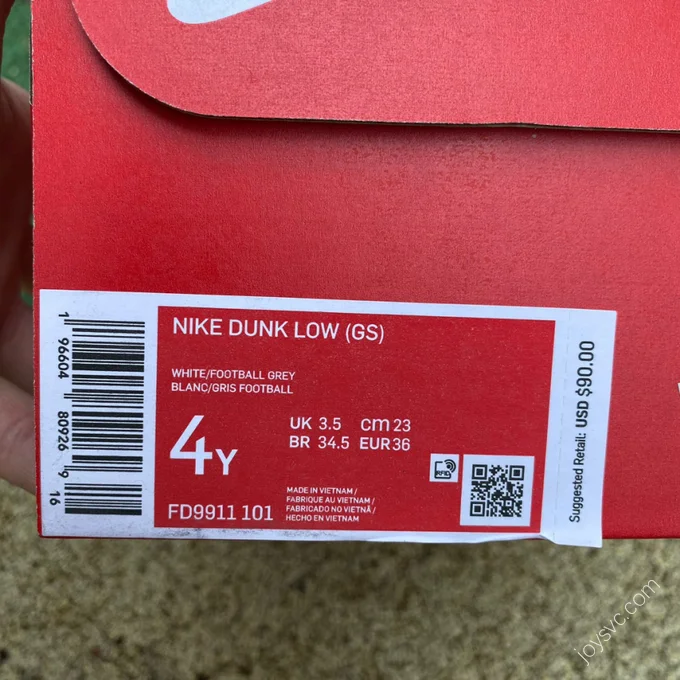 NIKE DUNK LOW (GS)
WHITE/FOOTBALL GREY
BLANC/GRIS FOOTBALL
4Y
UK 3.5 cm 23
BR 34.5 EUR 36
FD9911 101
MADE IN VIETNAM /
FABRIQUE AU VIETNAM /
FABRICADO NO VIETNÃ /
HECHO EN VIETNAM
RFID
Suggested Retail: USD $90.00
1 96604 80926 9
16
joysvc.com